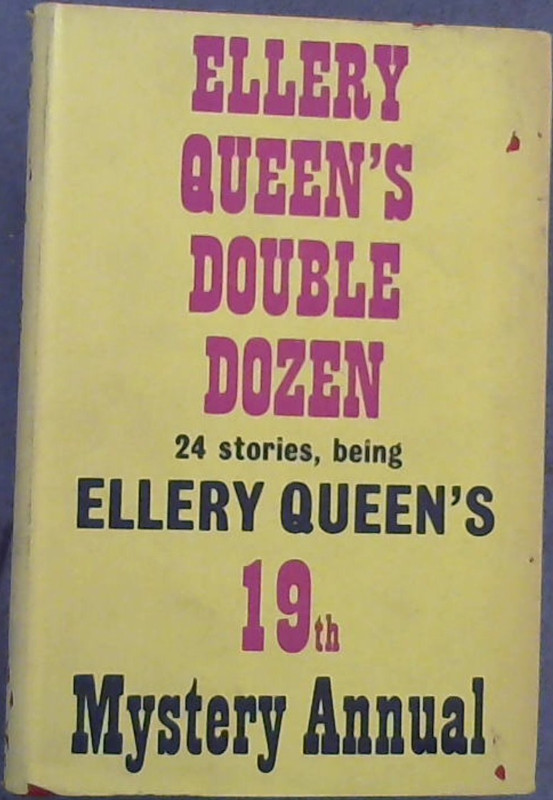 ELLERY
QUEEN'S
DOUBLE
DOZEN
24 stories, being
ELLERY QUEEN'S
19th
Mystery Annual